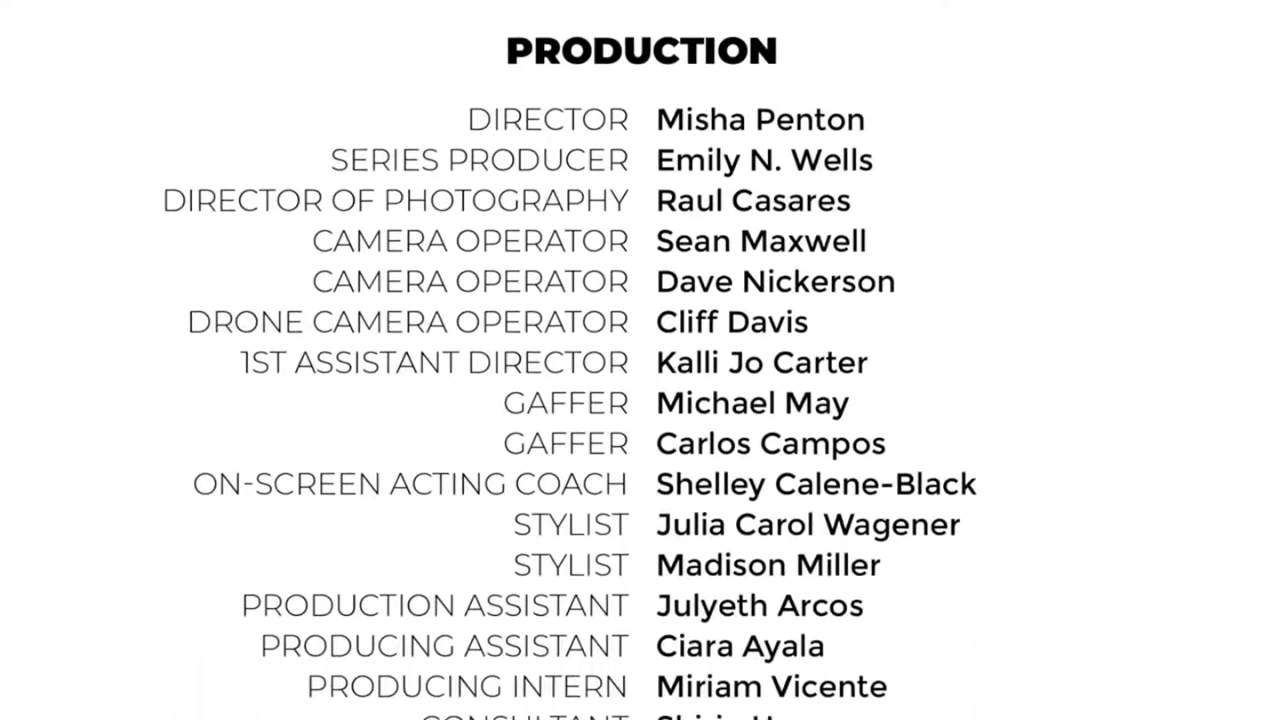 PRODUCTION
DIRECTOR Misha Penton
SERIES PRODUCER Emily N. Wells
DIRECTOR OF PHOTOGRAPHY Raul Casares
CAMERA OPERATOR Sean Maxwell
CAMERA OPERATOR Dave Nickerson
DRONE CAMERA OPERATOR Cliff Davis
1ST ASSISTANT DIRECTOR Kalli Jo Carter
GAFFER Michael May
GAFFER Carlos Campos
ON-SCREEN ACTING COACH Shelley Calene-Black
STYLIST Julia Carol Wagener
STYLIST Madison Miller
PRODUCTION ASSISTANT Julyeth Arcos
PRODUCING ASSISTANT Ciara Ayala
PRODUCING INTERN Miriam Vicente
CONSULTANT